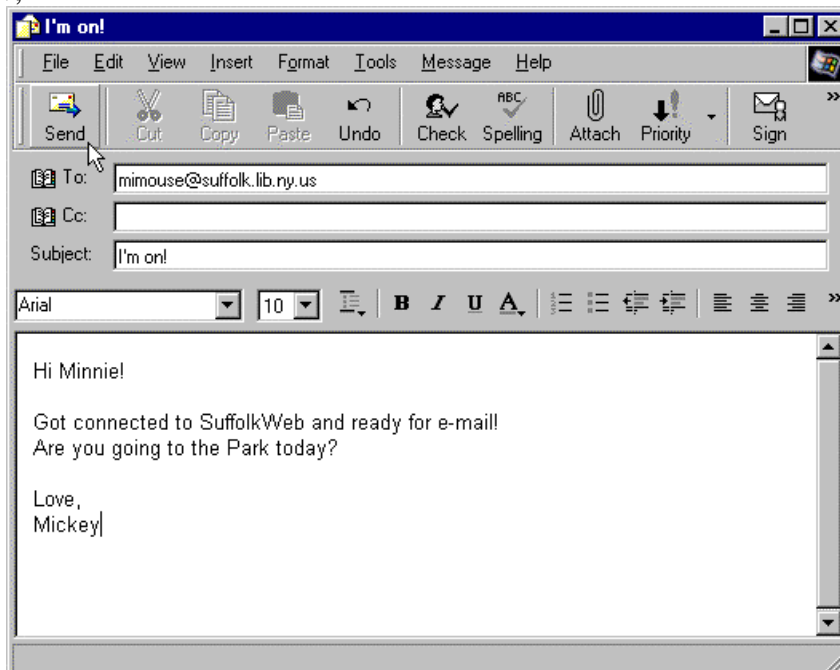 I'm on!
File Edit View Insert Format Tools Message Help
ABC
Send Cut Copy Paste Undo Check Spelling Attach Priority Sign
To: mimouse@suffolk.lib.ny.us
Cc:
Subject: I'm on!
Arial 10 B I U A
Hi Minnie!
Got connected to SuffolkWeb and ready for e-mail!
Are you going to the Park today?
Love,
Mickey